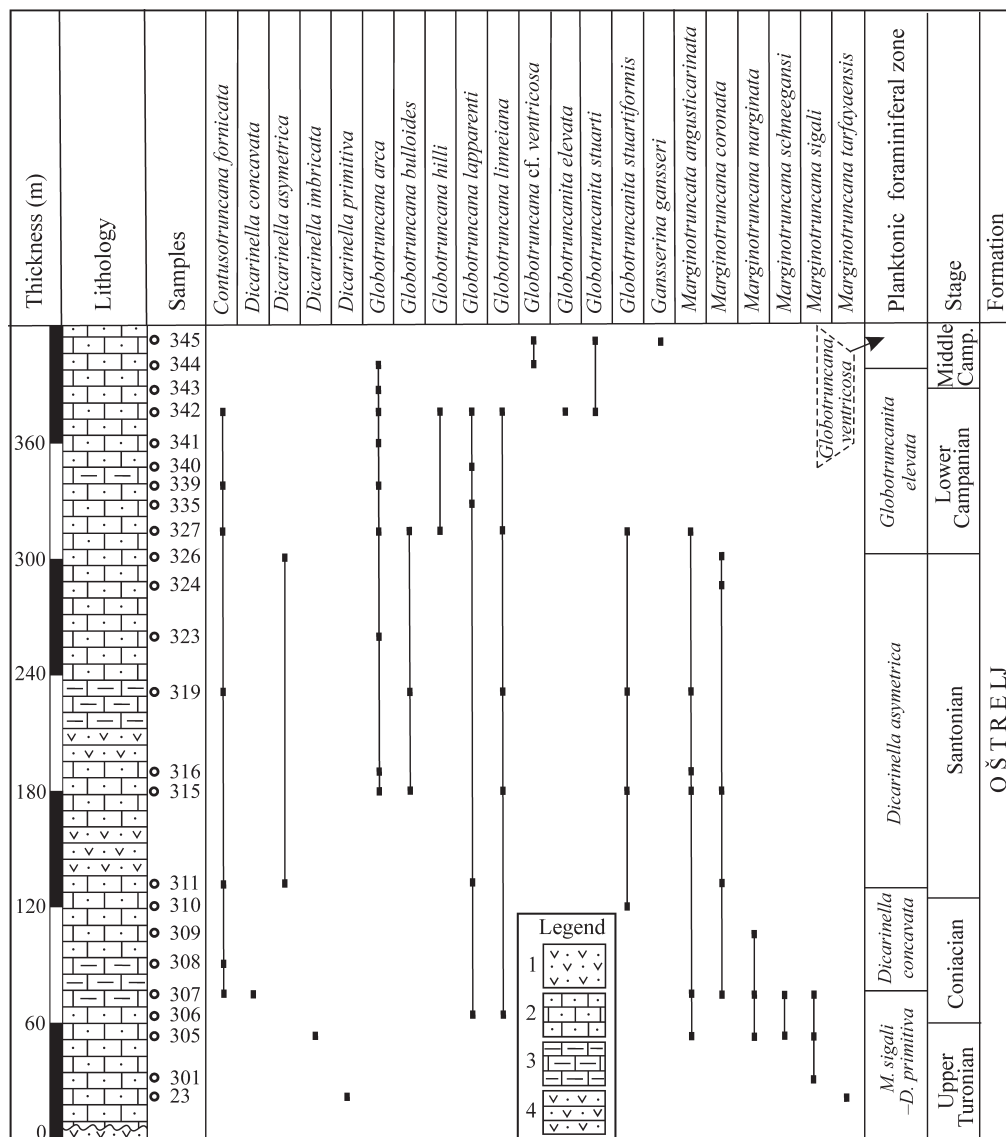 Thickness (m)
Lithology
Samples
Contusotruncana fornicata
Dicarinella concavata
Dicarinella asymetrica
Dicarinella imbricata
Dicarinella primitiva
Globotruncana arca
Globotruncana bulloides
Globotruncana hilli
Globotruncana lapparenti
Globotruncana linneiana
Globotruncana cf. ventricosa
Globotruncanita elevata
Globotruncanita stuarti
Globotruncanita stuartiformis
Gansserina gansseri
Marginotruncata angusticarinata
Marginotruncana coronata
Marginotruncana marginata
Marginotruncana schneegansi
Marginotruncana sigali
Marginotruncana tarfayaensis
Planktonic foraminiferal zone
Stage
Formation
360
300
240
180
120
60
0
345
344
343
342
341
340
339
335
327
326
324
323
319
316
315
311
310
309
308
307
306
305
301
23
Globotruncana
ventricosa
Globotruncanita
elevata
Dicarinella asymetrica
Dicarinella
concavata
M. sigali
–D. primitiva
Middle
Camp.
Lower
Campanian
Santonian
Coniacian
Upper
Turonian
OŠTRELJ
Legend
1
2
3
4